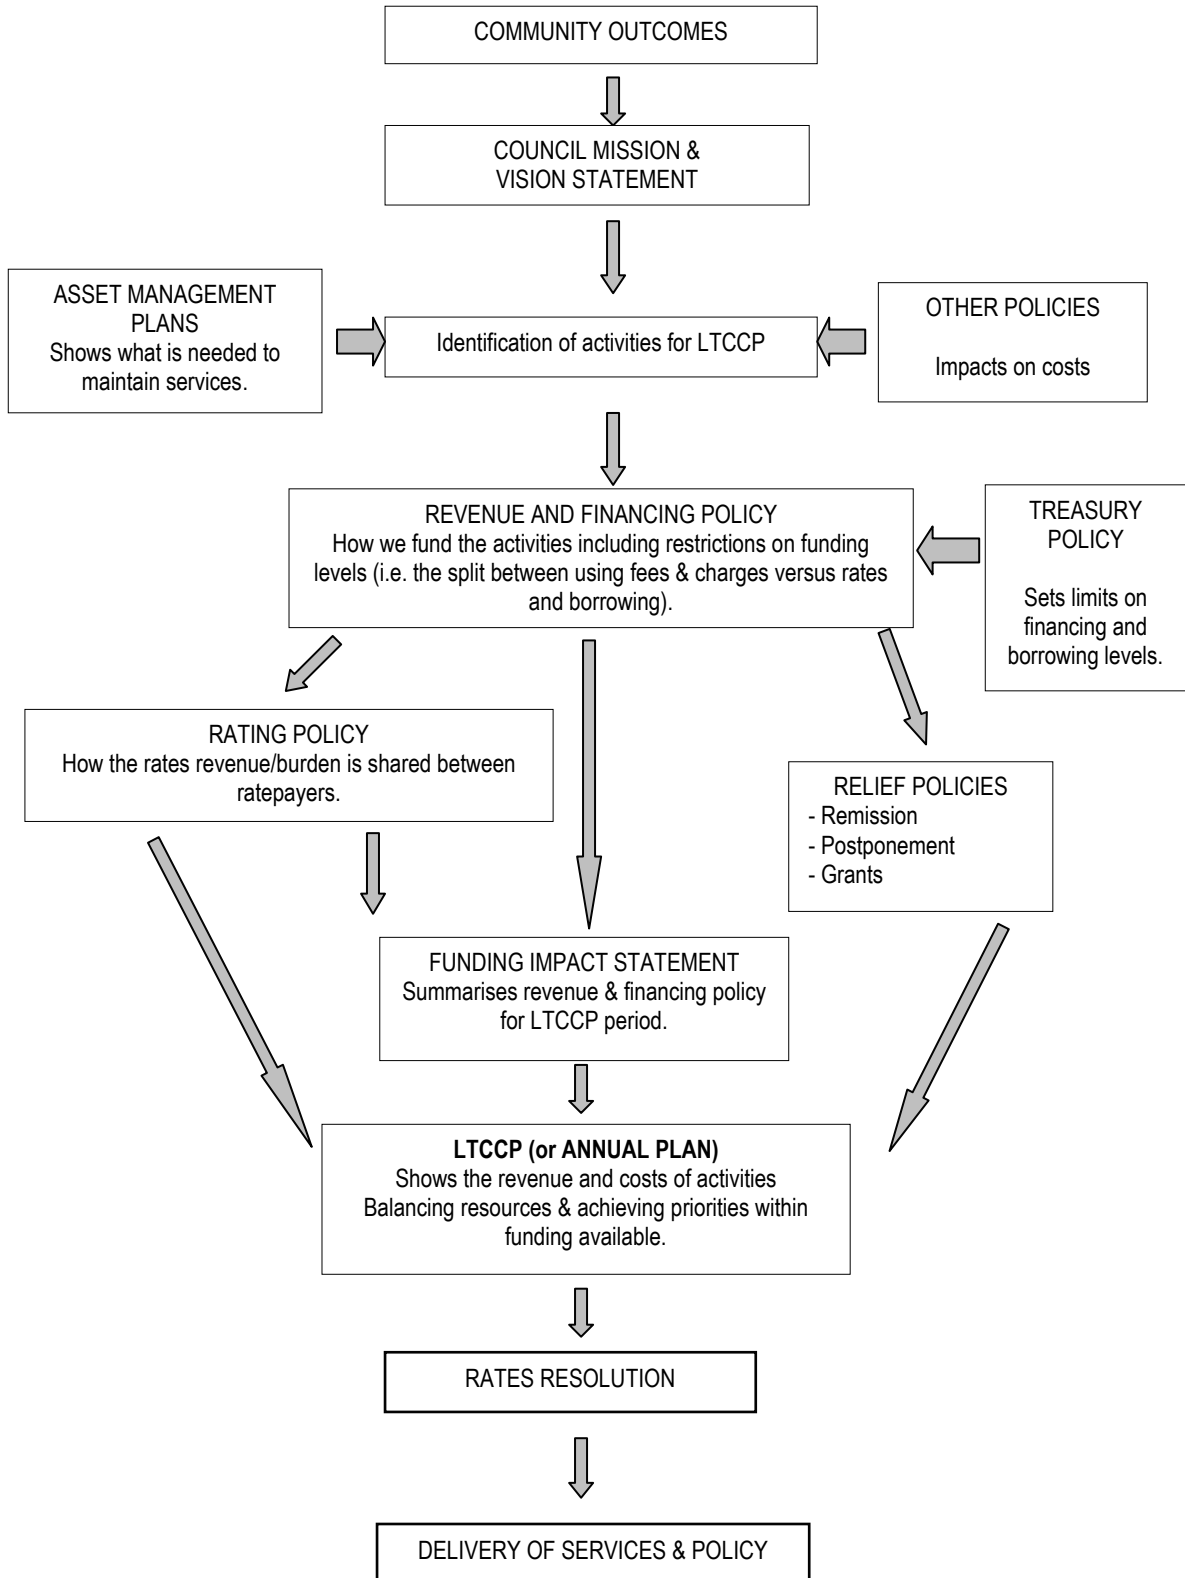 COMMUNITY OUTCOMES
COUNCIL MISSION &
VISION STATEMENT
ASSET MANAGEMENT
PLANS
Shows what is needed to
maintain services.
Identification of activities for LTCCP
OTHER POLICIES
Impacts on costs
REVENUE AND FINANCING POLICY
How we fund the activities including restrictions on funding
levels (i.e. the split between using fees & charges versus rates
and borrowing).
TREASURY
POLICY
Sets limits on
financing and
borrowing levels.
RATING POLICY
How the rates revenue/burden is shared between
ratepayers.
RELIEF POLICIES
- Remission
- Postponement
- Grants
FUNDING IMPACT STATEMENT
Summarises revenue & financing policy
for LTCCP period.
LTCCP (or ANNUAL PLAN)
Shows the revenue and costs of activities
Balancing resources & achieving priorities within
funding available.
RATES RESOLUTION
DELIVERY OF SERVICES & POLICY